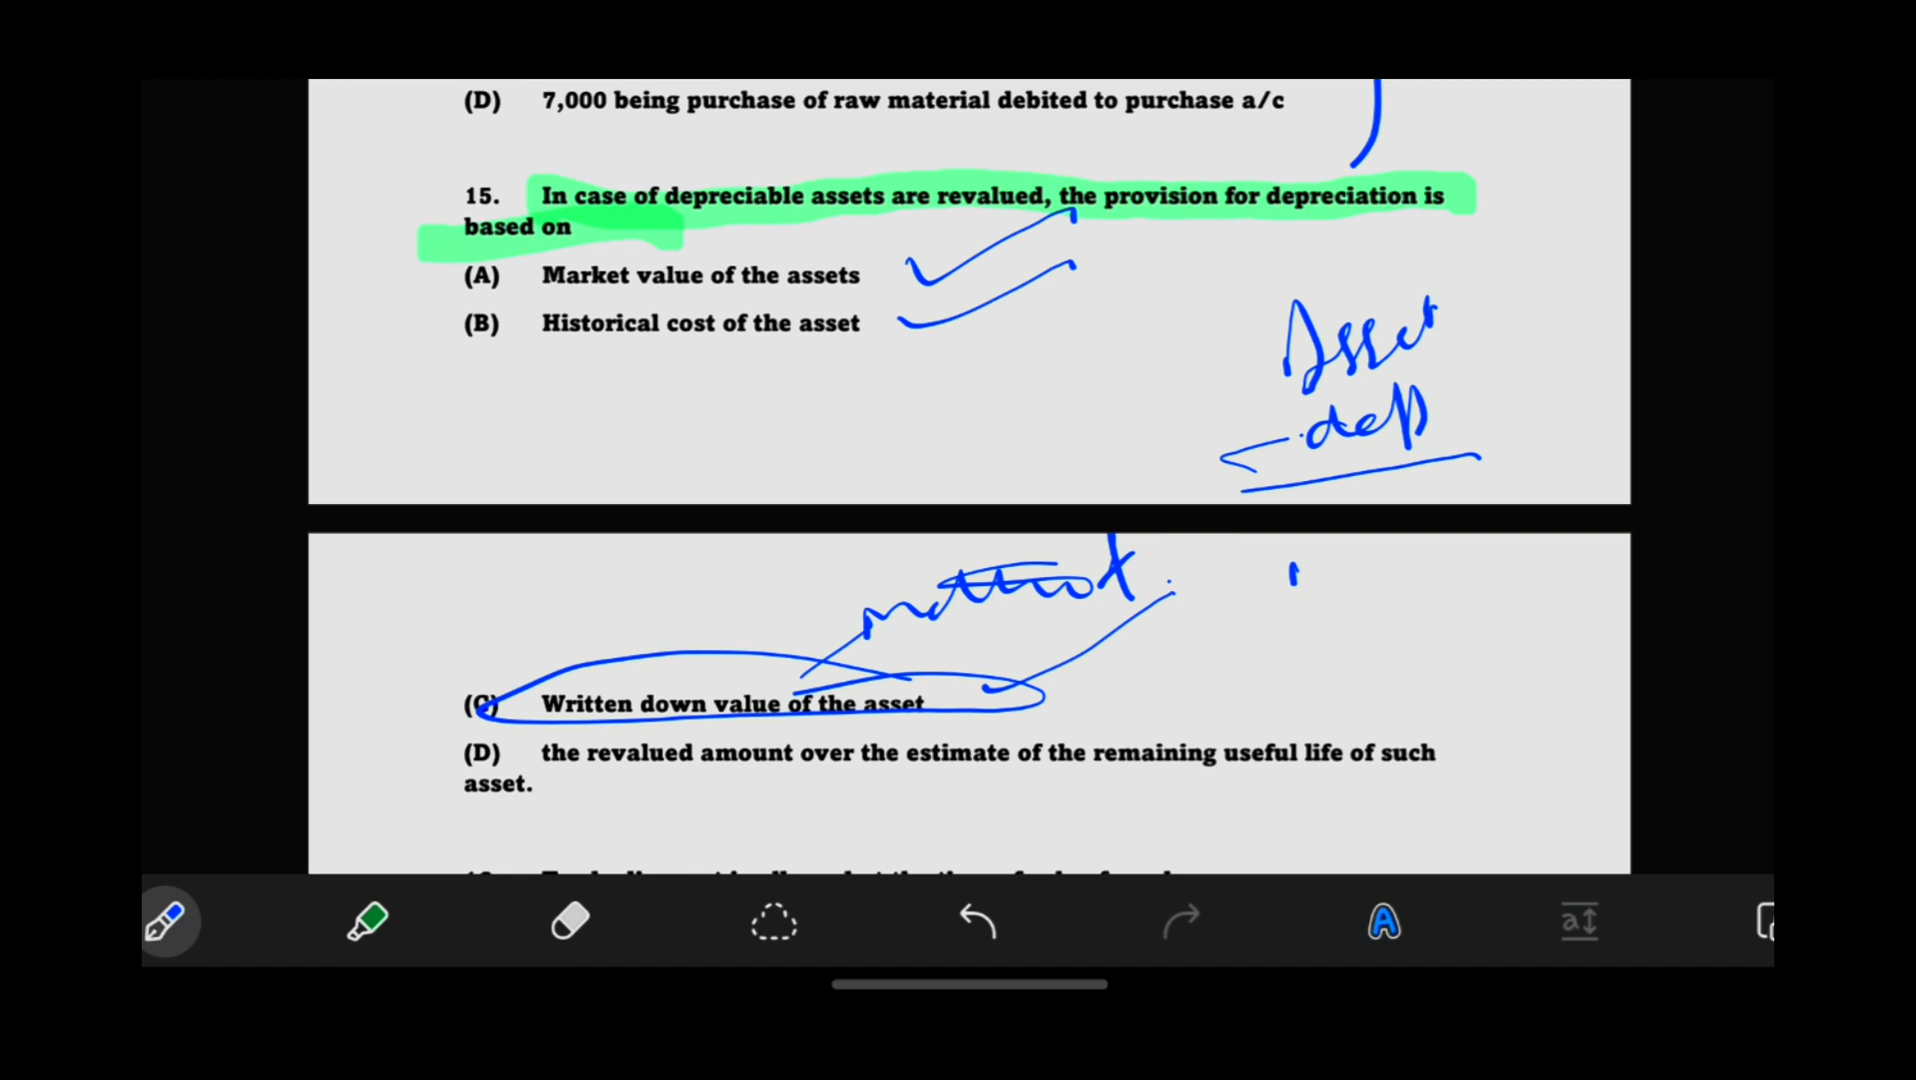 (D) 7,000 being purchase of raw material debited to purchase a/c
15. In case of depreciable assets are revalued, the provision for depreciation is
based on
(A) Market value of the assets
(B) Historical cost of the asset
Asset
dep
(C) Written down value of the asset
(D) the revalued amount over the estimate of the remaining useful life of such
asset.
A
a